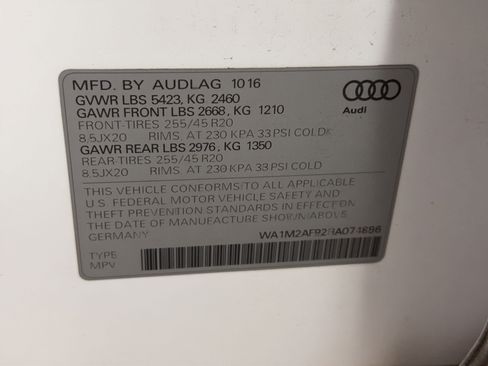 MFD. BY AUDI AG 10 16
GVWR LBS 5423, KG 2460
GAWR FRONT LBS 2668, KG 1210
FRONT-TIRES 255/45 R20
8.5JX20 RIMS, AT 230 KPA 33 PSI COLD
GAWR REAR LBS 2976, KG 1350
REAR-TIRES 255/45 R20
8.5JX20 RIMS, AT 230 KPA 33 PSI COLD
THIS VEHICLE CONFORMS TO ALL APPLICABLE
U.S. FEDERAL MOTOR VEHICLE SAFETY AND
THEFT PREVENTION STANDARDS IN EFFECT ON
THE DATE OF MANUFACTURE SHOWN ABOVE
GERMANY
TYPE
MPV
Audi